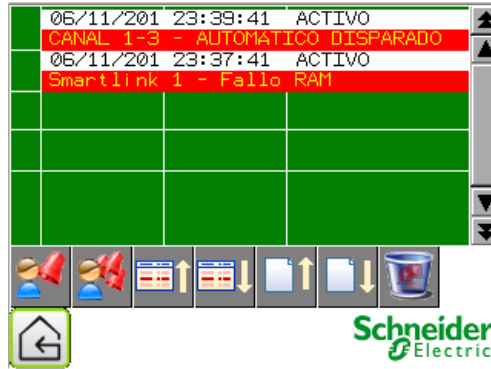 06/11/201 23:39:41 ACTIVO
CANAL 1-3 - AUTOMÁTICO DISPARADO
06/11/201 23:37:41 ACTIVO
Smartlink 1 - Fallo RAM
Schneider
Electric